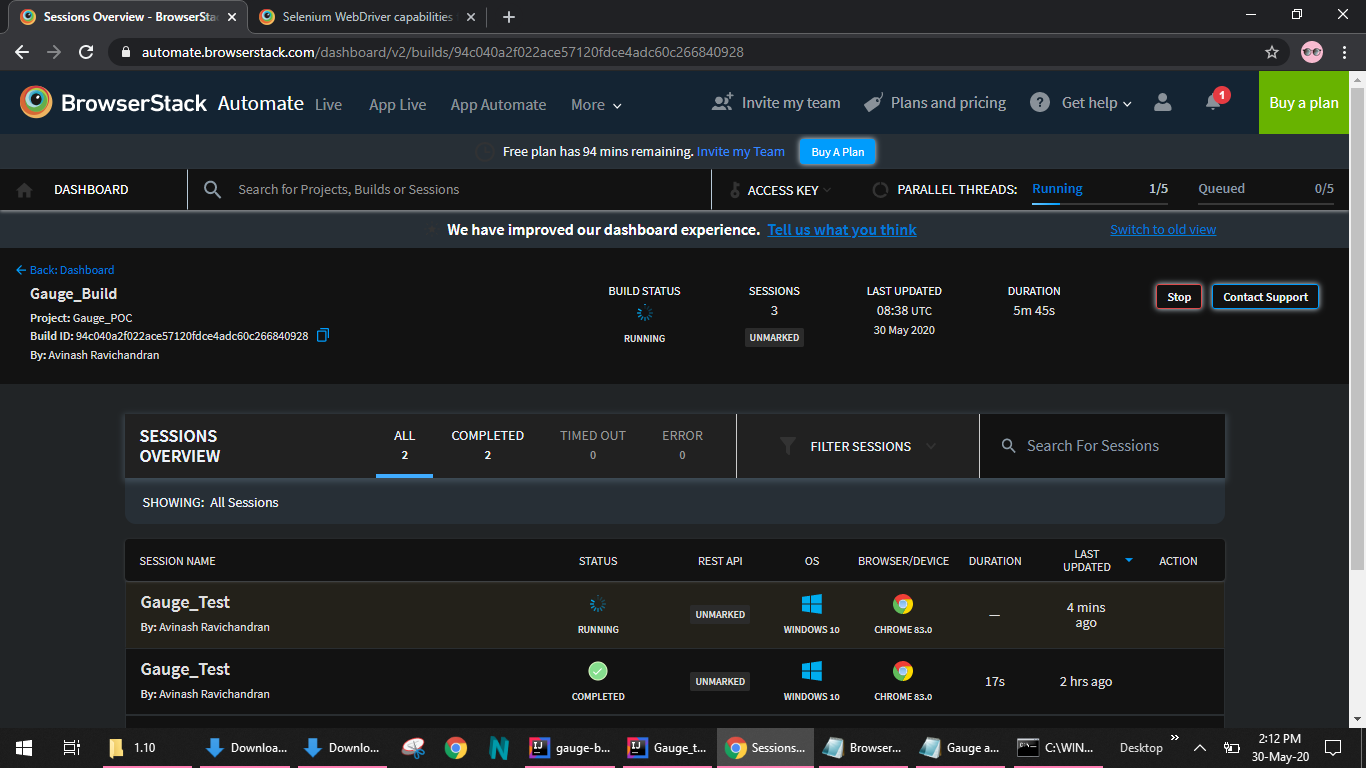 Sessions Overview - BrowserSta
Selenium WebDriver capabilities
automate.browserstack.com/dashboard/v2/builds/94c040a2f022ace57120fdce4adc60c266840928
BrowserStack Automate Live App Live App Automate More Invite my team Plans and pricing ? Get help 1 Buy a plan
Free plan has 94 mins remaining. Invite my Team Buy A Plan
DASHBOARD Search for Projects, Builds or Sessions ACCESS KEY PARALLEL THREADS: Running 1/5 Queued 0/5
We have improved our dashboard experience. Tell us what you think Switch to old view
Back: Dashboard
Gauge_Build
Project: Gauge_POC
Build ID: 94c040a2f022ace57120fdce4adc60c266840928
By: Avinash Ravichandran
BUILD STATUS SESSIONS LAST UPDATED DURATION
RUNNING 3 08:38 UTC 5m 45s
UNMARKED 30 May 2020
Stop Contact Support
SESSIONS OVERVIEW
ALL COMPLETED TIMED OUT ERROR
2 2 0 0
FILTER SESSIONS Search For Sessions
SHOWING: All Sessions
SESSION NAME STATUS REST API OS BROWSER/DEVICE DURATION LAST UPDATED ACTION
Gauge_Test
By: Avinash Ravichandran
RUNNING UNMARKED WINDOWS 10 CHROME 83.0 — 4 mins ago
Gauge_Test
By: Avinash Ravichandran
COMPLETED UNMARKED WINDOWS 10 CHROME 83.0 17s 2 hrs ago
1.10 Downloa... Downlo... gauge-b... Gauge_t... Sessions... Browser... Gauge a... C:\WIN... Desktop
2:12 PM
30-May-20